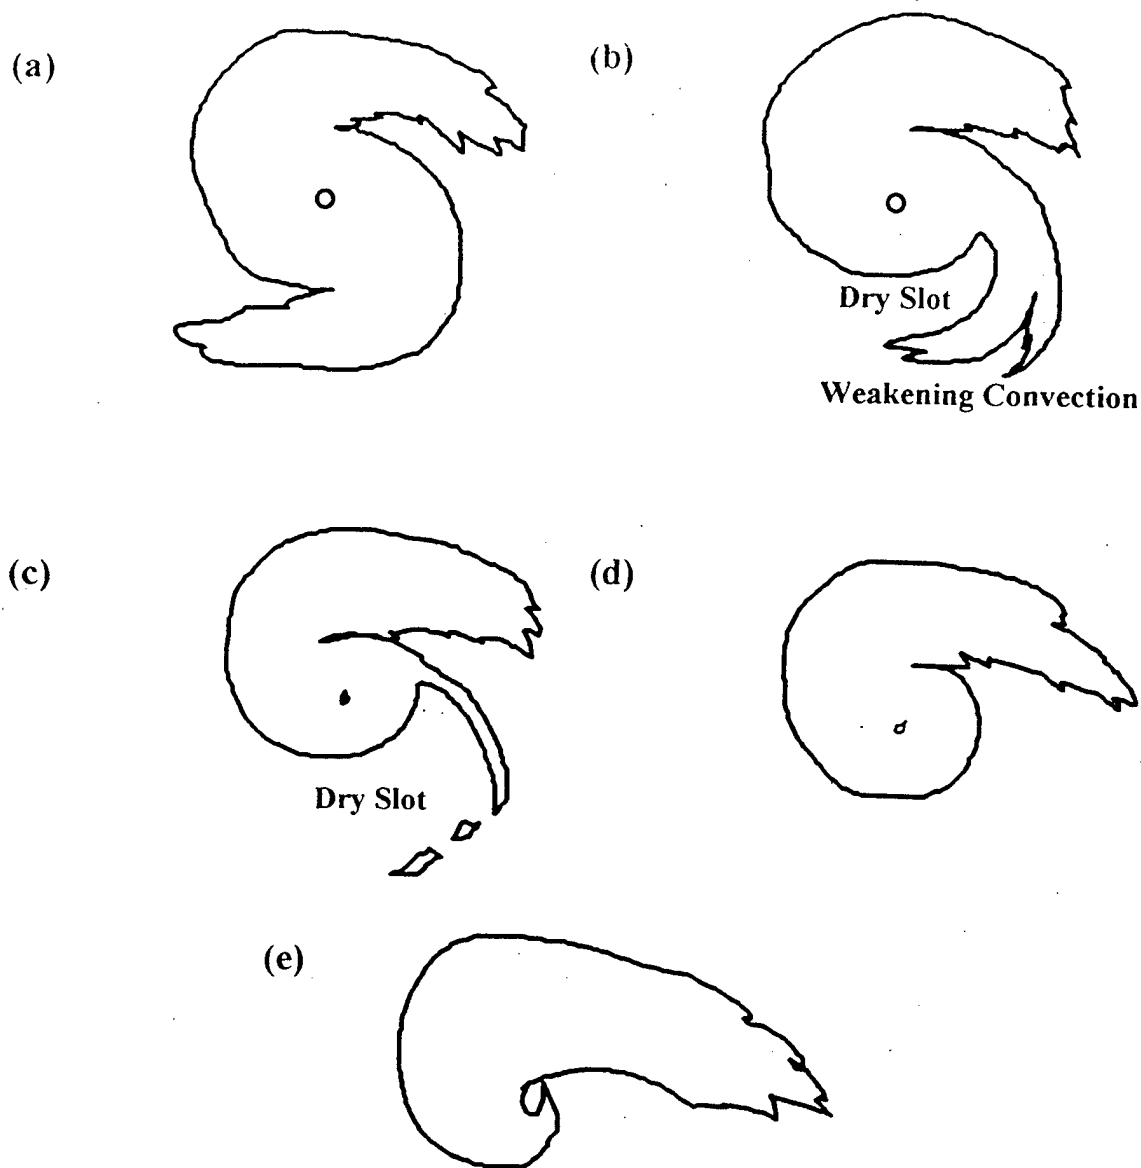 (a)
(b)
Dry Slot
Weakening Convection
(c)
(d)
Dry Slot
(e)